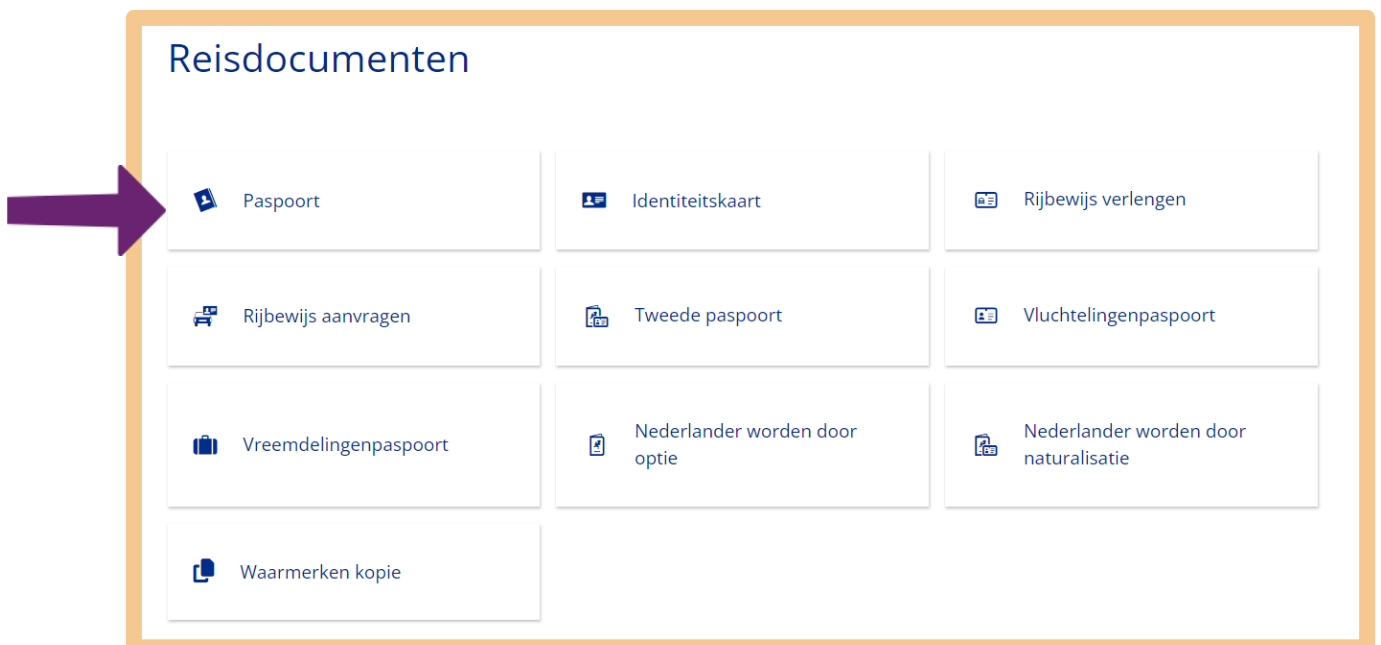 Reisdocumenten
Paspoort
Identiteitskaart
Rijbewijs verlengen
Rijbewijs aanvragen
Tweede paspoort
Vluchtelingenpaspoort
Vreemdelingenpaspoort
Nederlander worden door
optie
Nederlander worden door
naturalisatie
Waarmerken kopie